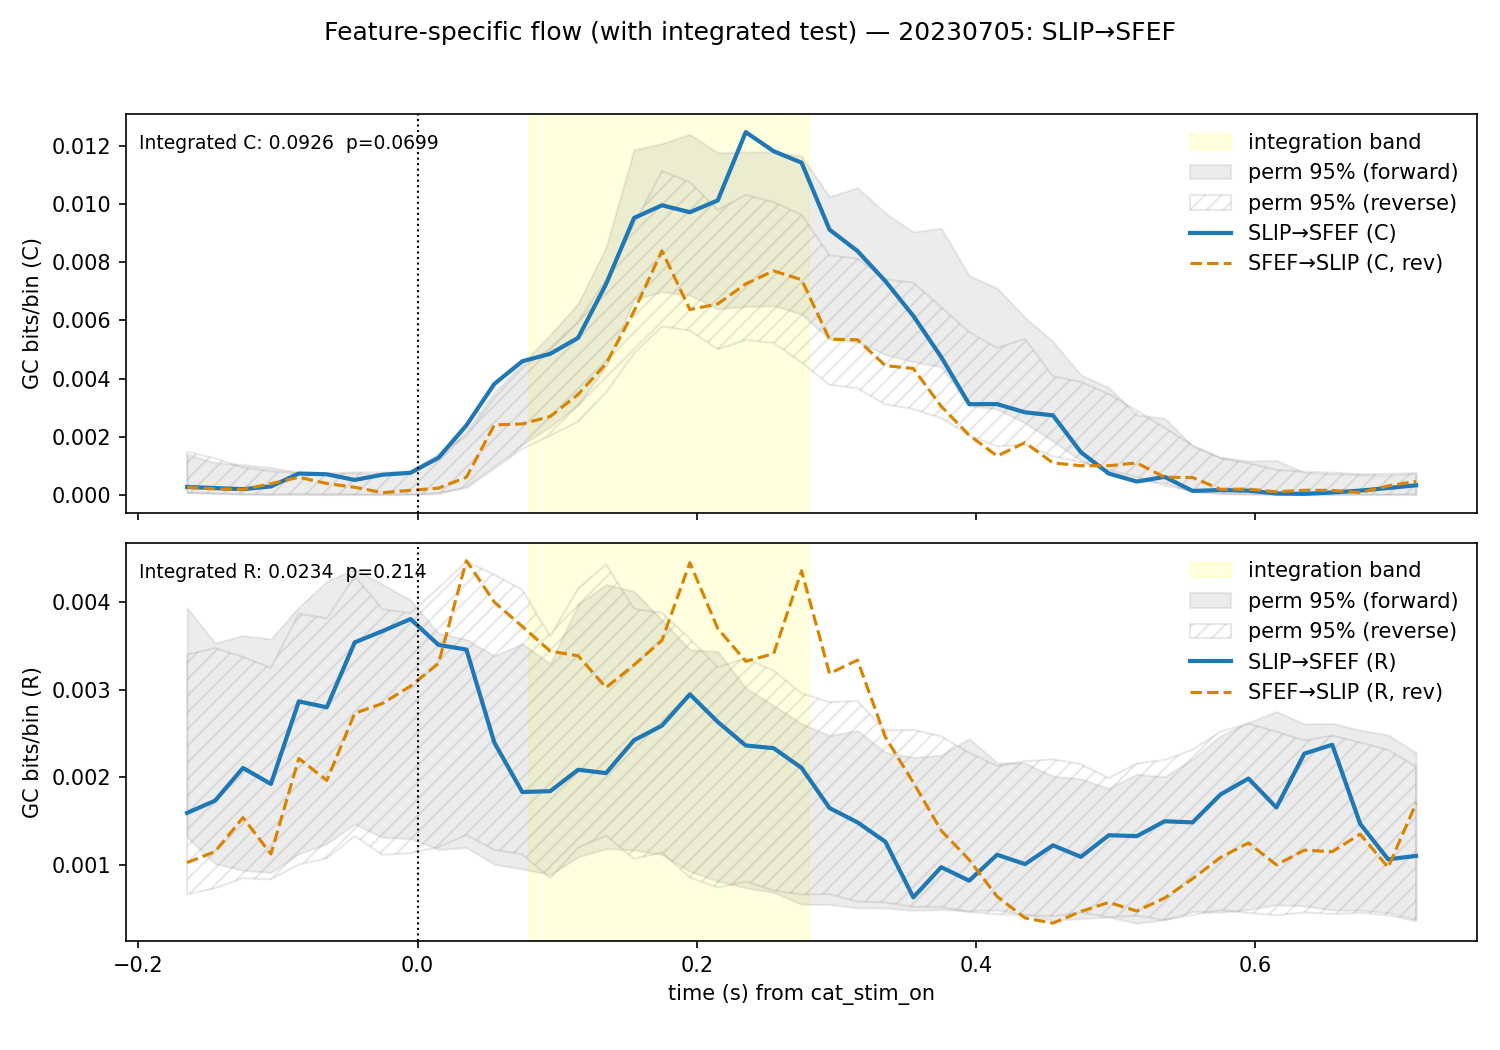 Feature-specific flow (with integrated test) — 20230705: SLIP→SFEF
Integrated C: 0.0926  p=0.0699
integration band
perm 95% (forward)
perm 95% (reverse)
SLIP→SFEF (C)
SFEF→SLIP (C, rev)
GC bits/bin (C)
0.012
0.010
0.008
0.006
0.004
0.002
0.000
Integrated R: 0.0234  p=0.214
integration band
perm 95% (forward)
perm 95% (reverse)
SLIP→SFEF (R)
SFEF→SLIP (R, rev)
GC bits/bin (R)
0.004
0.003
0.002
0.001
−0.2
0.0
0.2
0.4
0.6
time (s) from cat_stim_on